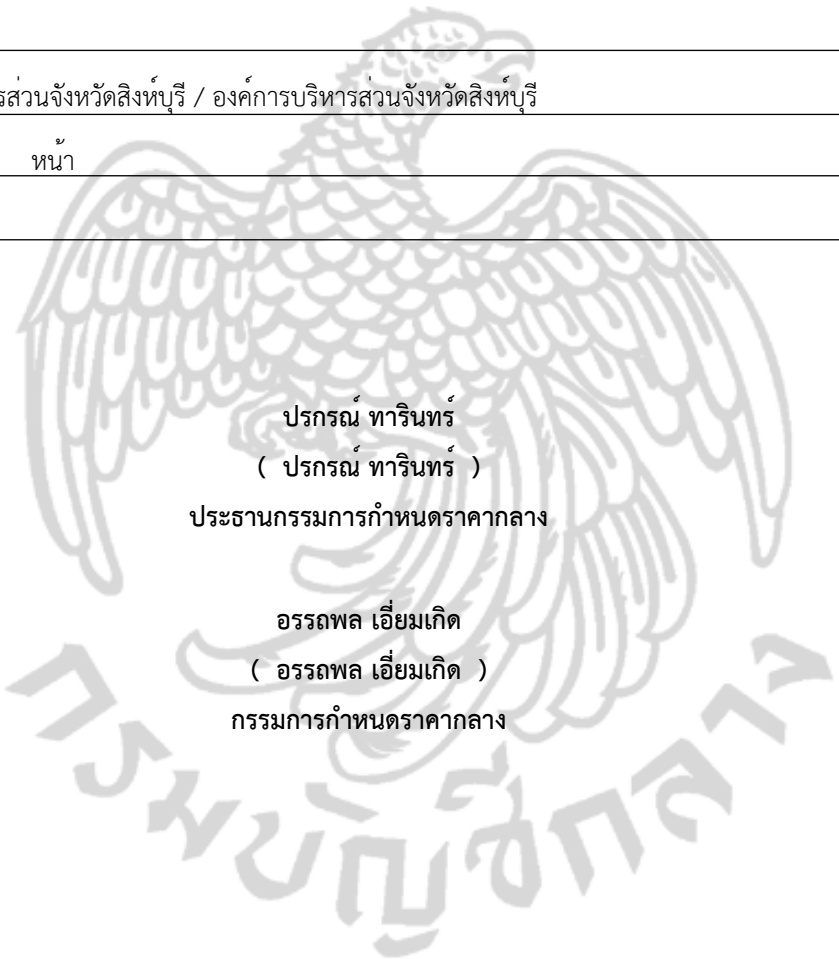 รส่วนจังหวัดสิงห์บุรี / องค์การบริหารส่วนจังหวัดสิงห์บุรี
หน้า
ปรกรณ์ ทารินทร์
( ปรกรณ์ ทารินทร์ )
ประธานกรรมการกำหนดราคากลาง
อรรถพล เอี่ยมเกิด
( อรรถพล เอี่ยมเกิด )
กรรมการกำหนดราคากลาง
กรมบัญชีกลาง